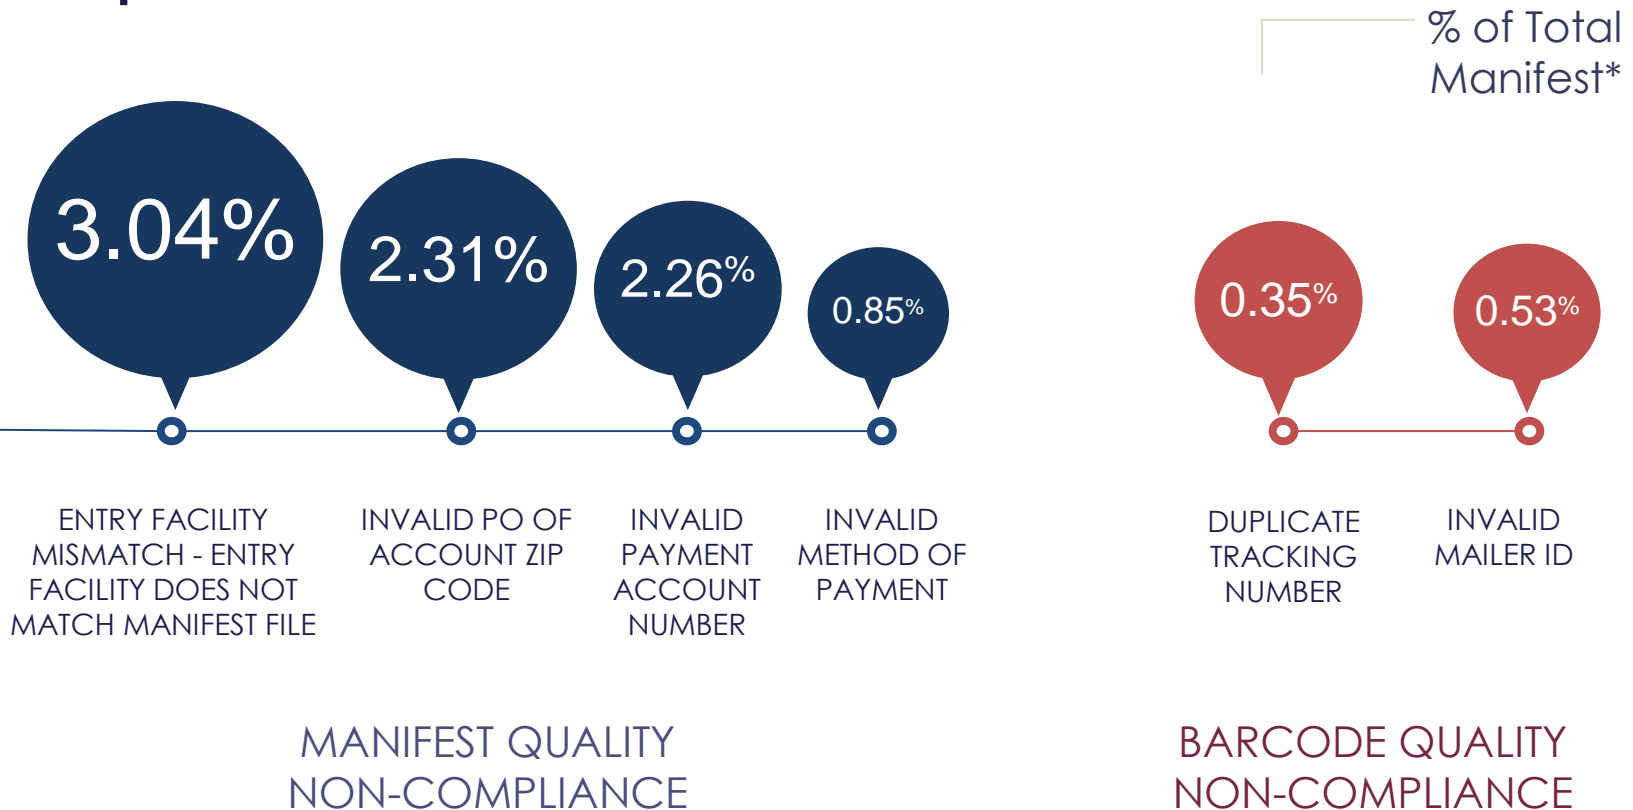 % of Total
Manifest*
3.04%
2.31%
2.26%
0.85%
0.35%
0.53%
ENTRY FACILITY
MISMATCH - ENTRY
FACILITY DOES NOT
MATCH MANIFEST FILE
INVALID PO OF
ACCOUNT ZIP
CODE
INVALID
PAYMENT
ACCOUNT
NUMBER
INVALID
METHOD OF
PAYMENT
DUPLICATE
TRACKING
NUMBER
INVALID
MAILER ID
MANIFEST QUALITY
NON-COMPLIANCE
BARCODE QUALITY
NON-COMPLIANCE